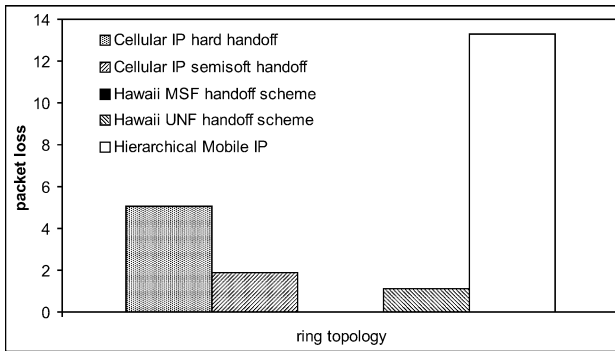 14
12
10
8
6
4
2
0
packet loss
Cellular IP hard handoff
Cellular IP semisoft handoff
Hawaii MSF handoff scheme
Hawaii UNF handoff scheme
Hierarchical Mobile IP
ring topology